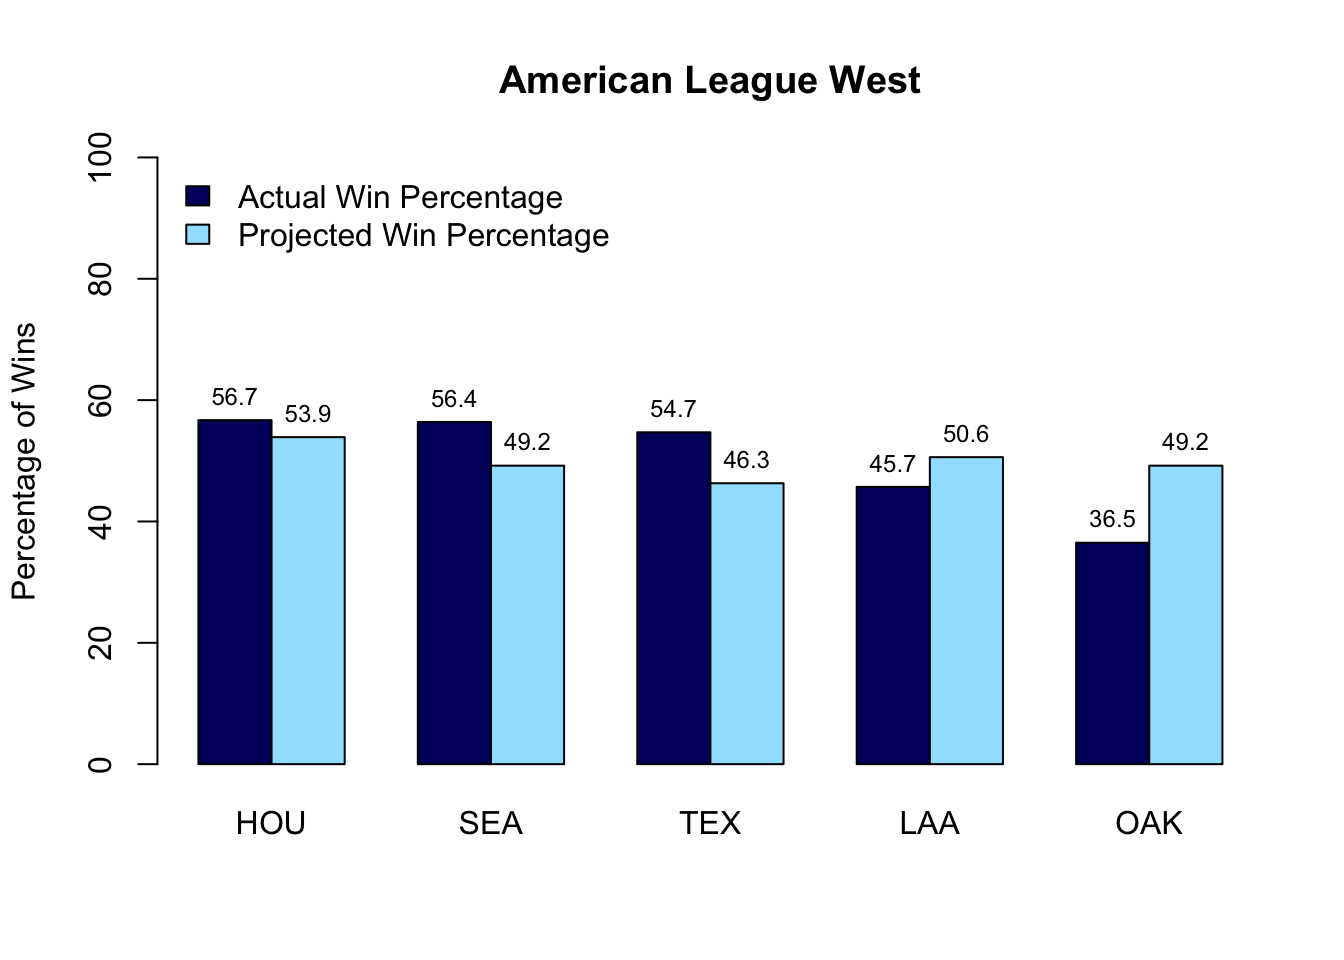 American League West
Actual Win Percentage
Projected Win Percentage
Percentage of Wins
100
80
60
40
20
0
56.7
53.9
56.4
49.2
54.7
46.3
45.7
50.6
36.5
49.2
HOU
SEA
TEX
LAA
OAK